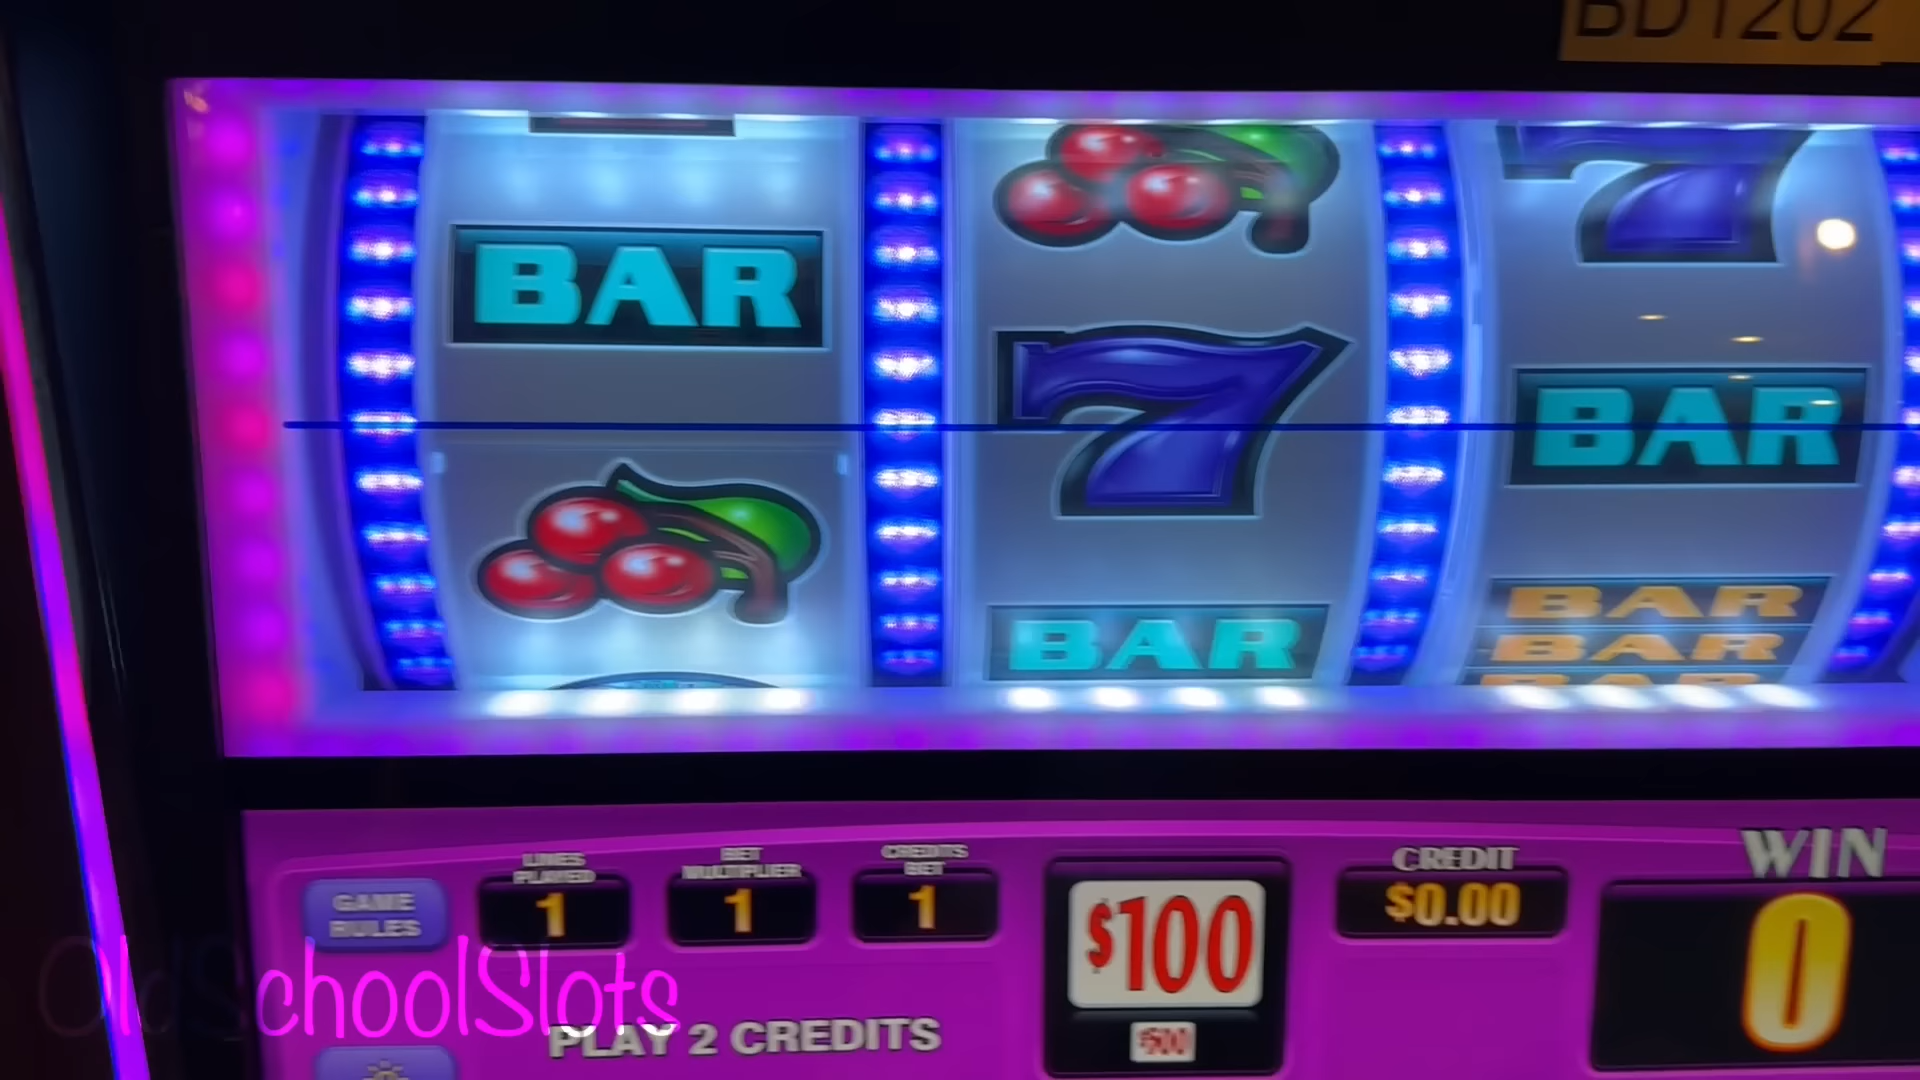 BD1202
BAR
BAR
BAR
BAR
BAR
BAR
LINES PLAYED
BET MULTIPLIER
CREDITS BET
CREDIT
WIN
GAME RULES
1
1
1
$100
$0.00
0
OldSchoolSlots
PLAY 2 CREDITS
$500